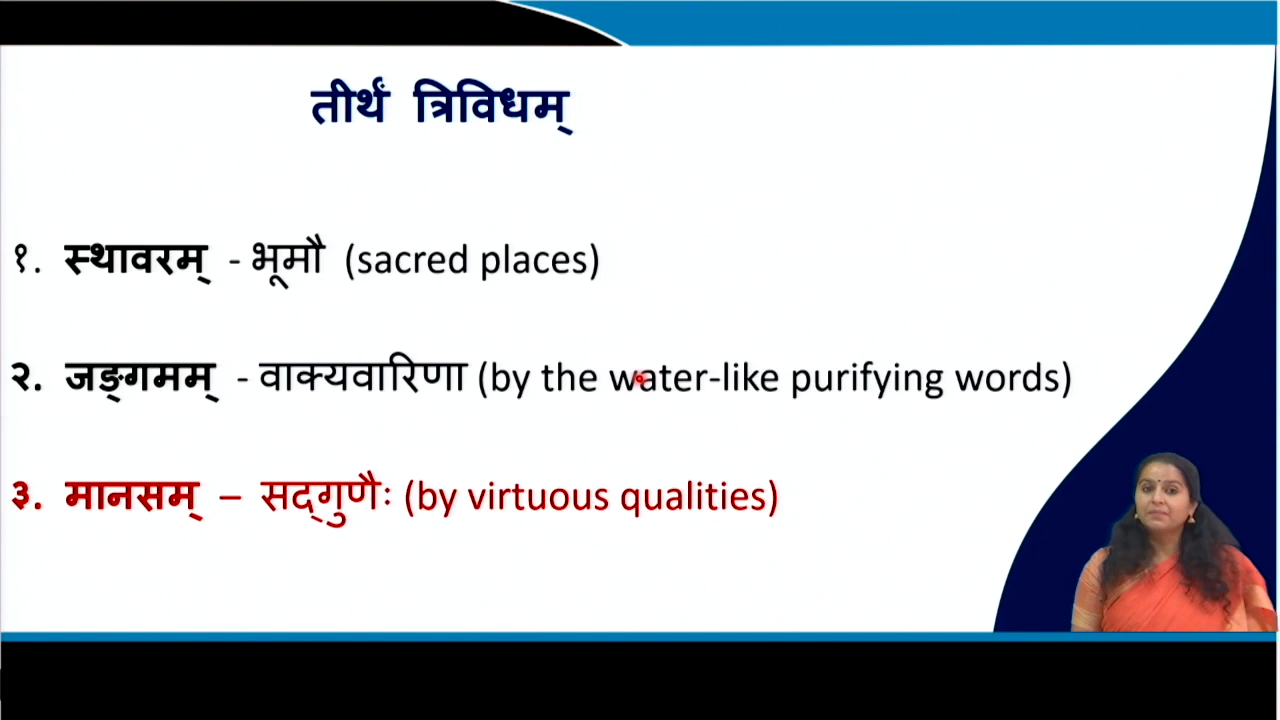 तीर्थं त्रिविधम्
१. स्थावरम् - भूमौ (sacred places)
२. जङ्गमम् - वाक्यवारिणा (by the water-like purifying words)
३. मानसम् – सद्‌गुणैः (by virtuous qualities)